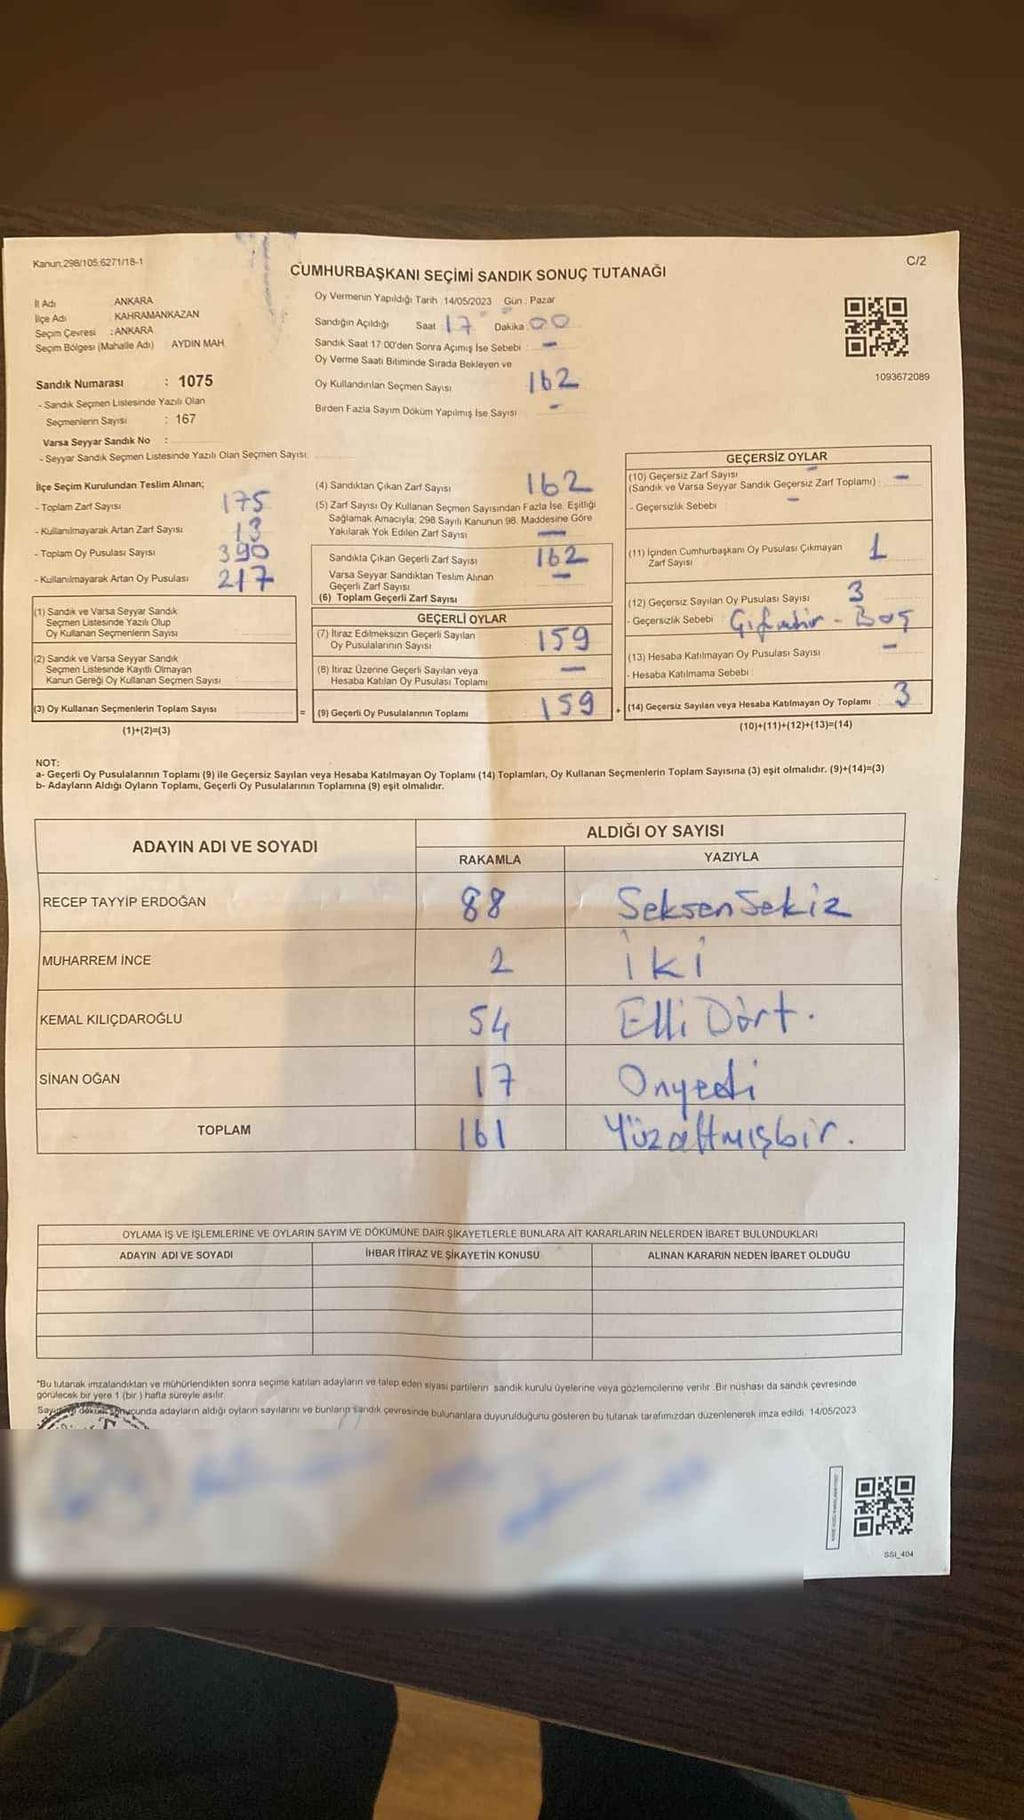 Kanun.298/105.6271/18-1
C/2
CUMHURBAŞKANI SEÇİMİ SANDIK SONUÇ TUTANAĞI
İl Adı ANKARA
İlçe Adı KAHRAMANKAZAN
Seçim Çevresi : ANKARA
Seçim Bölgesi (Mahalle Adı) AYDIN MAH
Sandık Numarası : 1075
- Sandık Seçmen Listesinde Yazılı Olan
Seçmenlerin Sayısı : 167
Varsa Seyyar Sandık No :
- Seyyar Sandık Seçmen Listesinde Yazılı Olan Seçmen Sayısı:
Oy Vermenin Yapıldığı Tarih :14/05/2023 Gün : Pazar
Sandığın Açıldığı Saat 17 Dakika 00
Sandık Saat 17:00'den Sonra Açımış İse Sebebi : -
Oy Verme Saati Bitiminde Sırada Bekleyen ve
Oy Kullandırılan Seçmen Sayısı 162
Birden Fazla Sayım Döküm Yapılmış İse Sayısı -
1093672089
İlçe Seçim Kurulundan Teslim Alınan;
- Toplam Zarf Sayısı 175
- Kullanılmayarak Artan Zarf Sayısı 13
- Toplam Oy Pusulası Sayısı 390
- Kullanılmayarak Artan Oy Pusulası 217
(1) Sandık ve Varsa Seyyar Sandık
Seçmen Listesinde Yazılı Olup
Oy Kullanan Seçmenlerin Sayısı
(2) Sandık ve Varsa Seyyar Sandık
Seçmen Listesinde Kayıtlı Olmayan
Kanun Gereği Oy Kullanan Seçmen Sayısı
(3) Oy Kullanan Seçmenlerin Toplam Sayısı
(1)+(2)=(3)
(4) Sandıktan Çıkan Zarf Sayısı 162
(5) Zarf Sayısı Oy Kullanan Seçmen Sayısından Fazla İse, Eşitliği
Sağlamak Amacıyla; 298 Sayılı Kanunun 98. Maddesine Göre
Yakılarak Yok Edilen Zarf Sayısı -
Sandıkta Çıkan Geçerli Zarf Sayısı 162
Varsa Seyyar Sandıktan Teslim Alınan
Geçerli Zarf Sayısı -
(6) Toplam Geçerli Zarf Sayısı
GEÇERLİ OYLAR
(7) İtiraz Edilmeksizin Geçerli Sayılan
Oy Pusulalarının Sayısı 159
(8) İtiraz Üzerine Geçerli Sayılan veya
Hesaba Katılan Oy Pusulası Toplamı -
= (9) Geçerli Oy Pusulalarının Toplamı 159 +
GEÇERSİZ OYLAR
(10) Geçersiz Zarf Sayısı -
(Sandık ve Varsa Seyyar Sandık Geçersiz Zarf Toplamı) : -
- Geçersizlik Sebebi -
(11) İçinden Cumhurbaşkanı Oy Pusulası Çıkmayan
Zarf Sayısı 1
(12) Geçersiz Sayılan Oy Pusulası Sayısı 3
- Geçersizlik Sebebi : - Boş
(13) Hesaba Katılmayan Oy Pusulası Sayısı -
- Hesaba Katılmama Sebebi :
(14) Geçersiz Sayılan veya Hesaba Katılmayan Oy Toplamı : 3
(10)+(11)+(12)+(13)=(14)
NOT:
a- Geçerli Oy Pusulalarının Toplamı (9) ile Geçersiz Sayılan veya Hesaba Katılmayan Oy Toplamı (14) Toplamları, Oy Kullanan Seçmenlerin Toplam Sayısına (3) eşit olmalıdır. (9)+(14)=(3)
b- Adayların Aldığı Oyların Toplamı, Geçerli Oy Pusulalarının Toplamına (9) eşit olmalıdır.
ADAYIN ADI VE SOYADI
ALDIĞI OY SAYISI
RAKAMLA YAZIYLA
RECEP TAYYİP ERDOĞAN 88 SeksenSekiz
MUHARREM İNCE 2 İki
KEMAL KILIÇDAROĞLU 54 Elli Dört.
SİNAN OĞAN 17 Onyedi
TOPLAM 161 Yüzaltmışbir.
OYLAMA İŞ VE İŞLEMLERİNE VE OYLARIN SAYIM VE DÖKÜMÜNE DAİR ŞİKAYETLERLE BUNLARA AİT KARARLARIN NELERDEN İBARET BULUNDUKLARI
ADAYIN ADI VE SOYADI İHBAR İTİRAZ VE ŞİKAYETİN KONUSU ALINAN KARARIN NEDEN İBARET OLDUĞU
"Bu tutanak imzalandıktan ve mühürlendikten sonra seçime katılan adayların ve talep eden siyasi partilerin sandık kurulu üyelerine veya gözlemcilerine verilir. Bir nüshası da sandık çevresinde
görülecek bir yere 1 (bir ) hafta süreyle asılır.
adayların aldığı oyların sayılarını ve bunların sandık çevresinde bulunanlara duyurulduğunu gösteren bu tutanak tarafımızdan düzenlenerek imza edildi. 14/05/2023
SSI_404